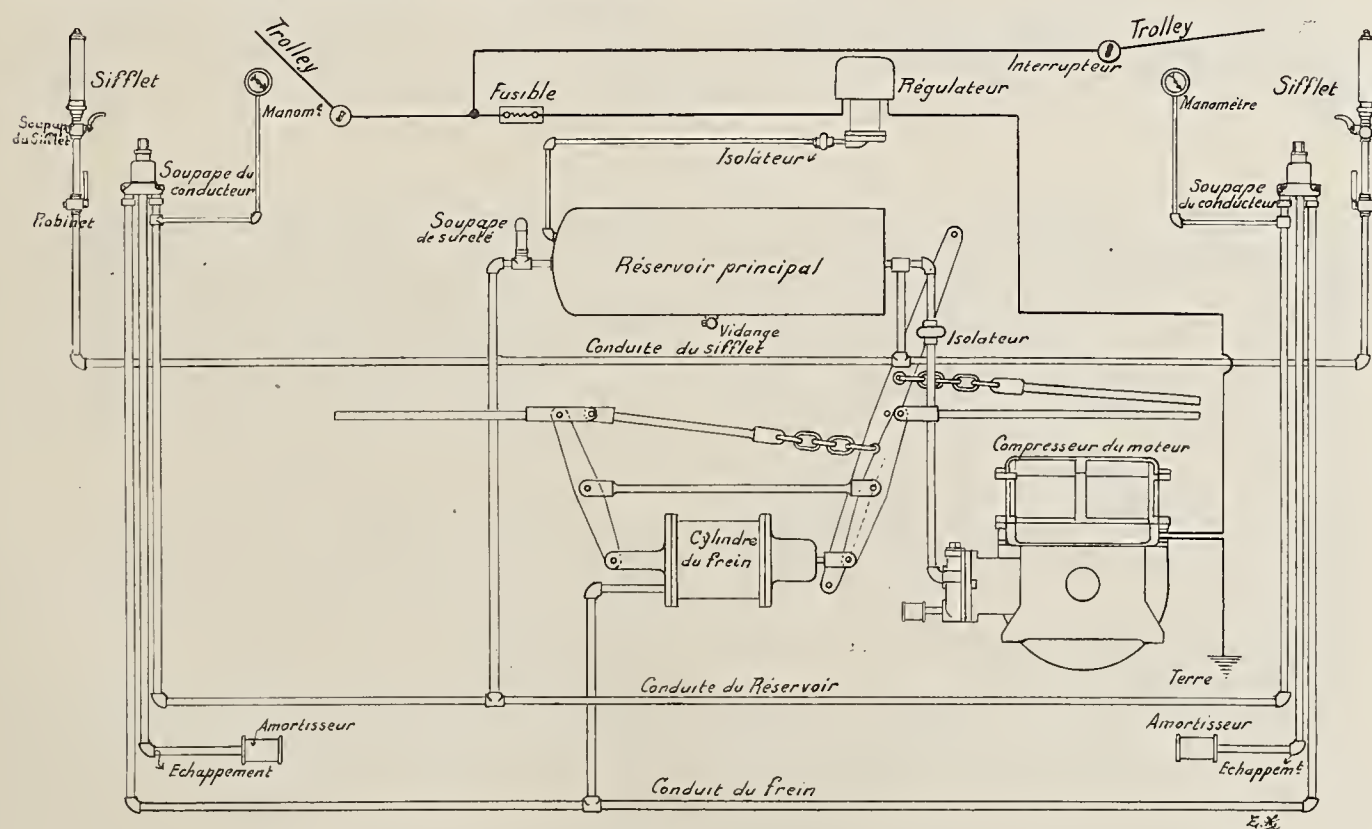 Trolley
Trolley
Sifflet
Manom.t
Interrupteur
Fusible
Régulateur
Manomètre
Sifflet
Soupape
du Sifflet
Isolateur
Soupape du
conducteur
Robinet
Soupape
du conducteur
Soupape
de sureté
Réservoir principal
Vidange
Isolateur
Conduite du sifflet
Compresseur du moteur
Cylindre
du frein
Terre
Conduite du Réservoir
Amortisseur
Echappement
Amortisseur
Echappem.t
Conduit du frein